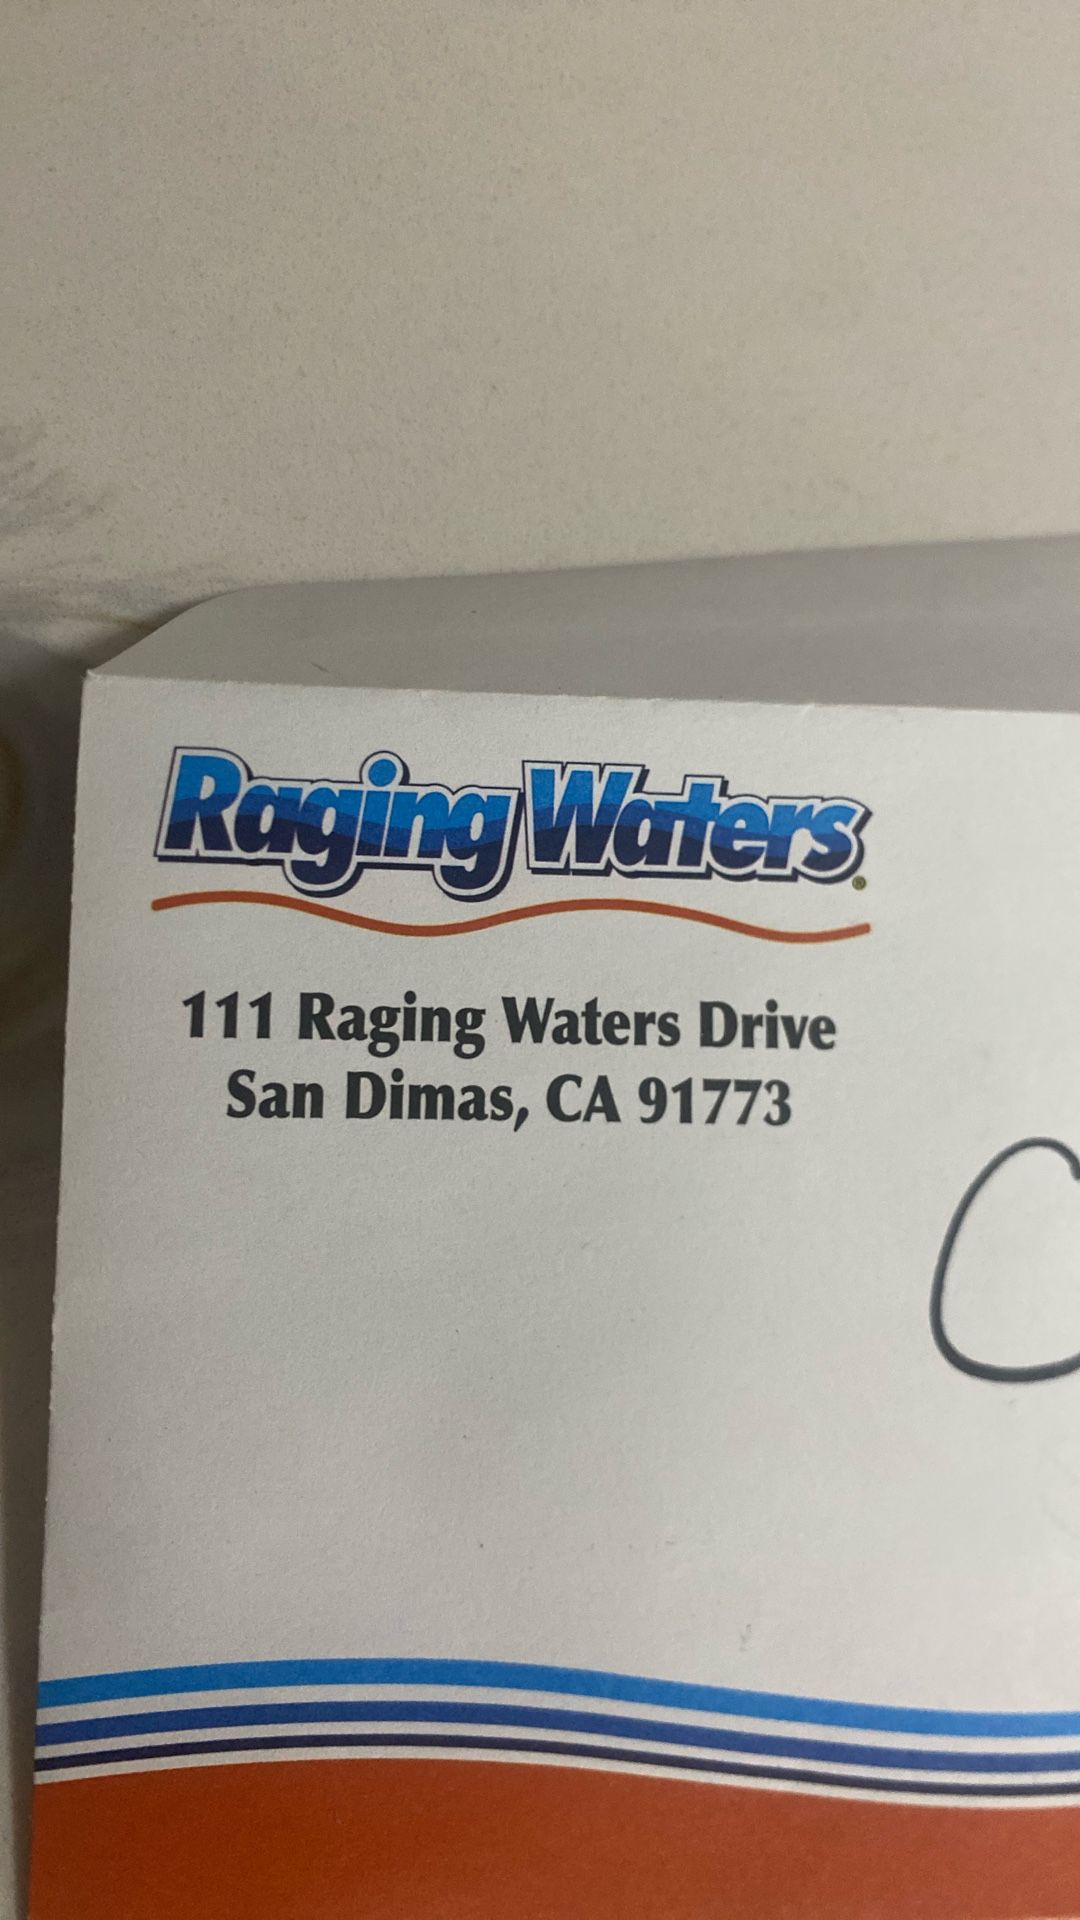 Raging Waters®
111 Raging Waters Drive
San Dimas, CA 91773
C